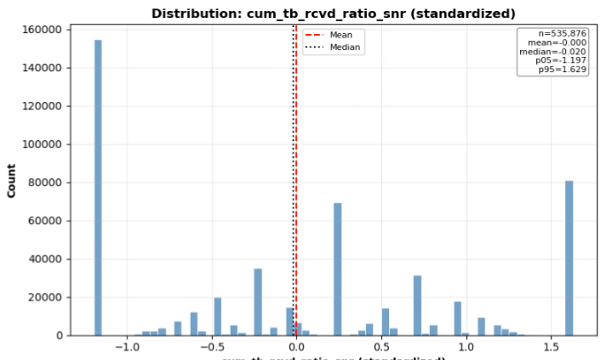 Distribution: cum_tb_rcvd_ratio_snr (standardized)
160000
140000
120000
100000
80000
60000
40000
20000
0
Count
Mean
Median
n=535,876
mean=-0.000
median=-0.020
p05=-1.197
p95=1.629
−1.0
−0.5
0.0
0.5
1.0
1.5
cum_tb_rcvd_ratio_snr (standardized)